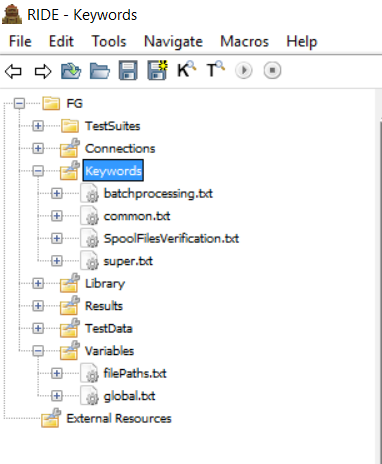 RIDE - Keywords
File Edit Tools Navigate Macros Help
K T
FG
TestSuites
Connections
Keywords
batchprocessing.txt
common.txt
SpoolFilesVerification.txt
super.txt
Library
Results
TestData
Variables
filePaths.txt
global.txt
External Resources